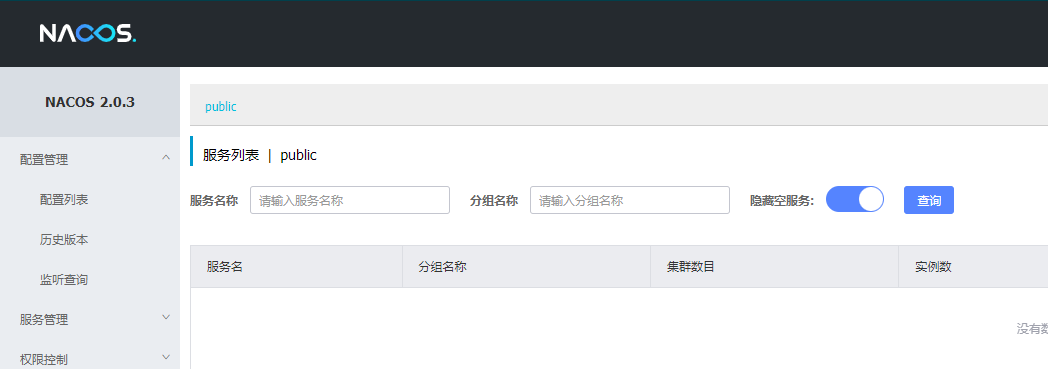 NACOS.
NACOS 2.0.3
public
配置管理
配置列表
历史版本
监听查询
服务管理
权限控制
服务列表 | public
服务名称 请输入服务名称 分组名称 请输入分组名称 隐藏空服务: 查询
服务名 分组名称 集群数目 实例数
没有